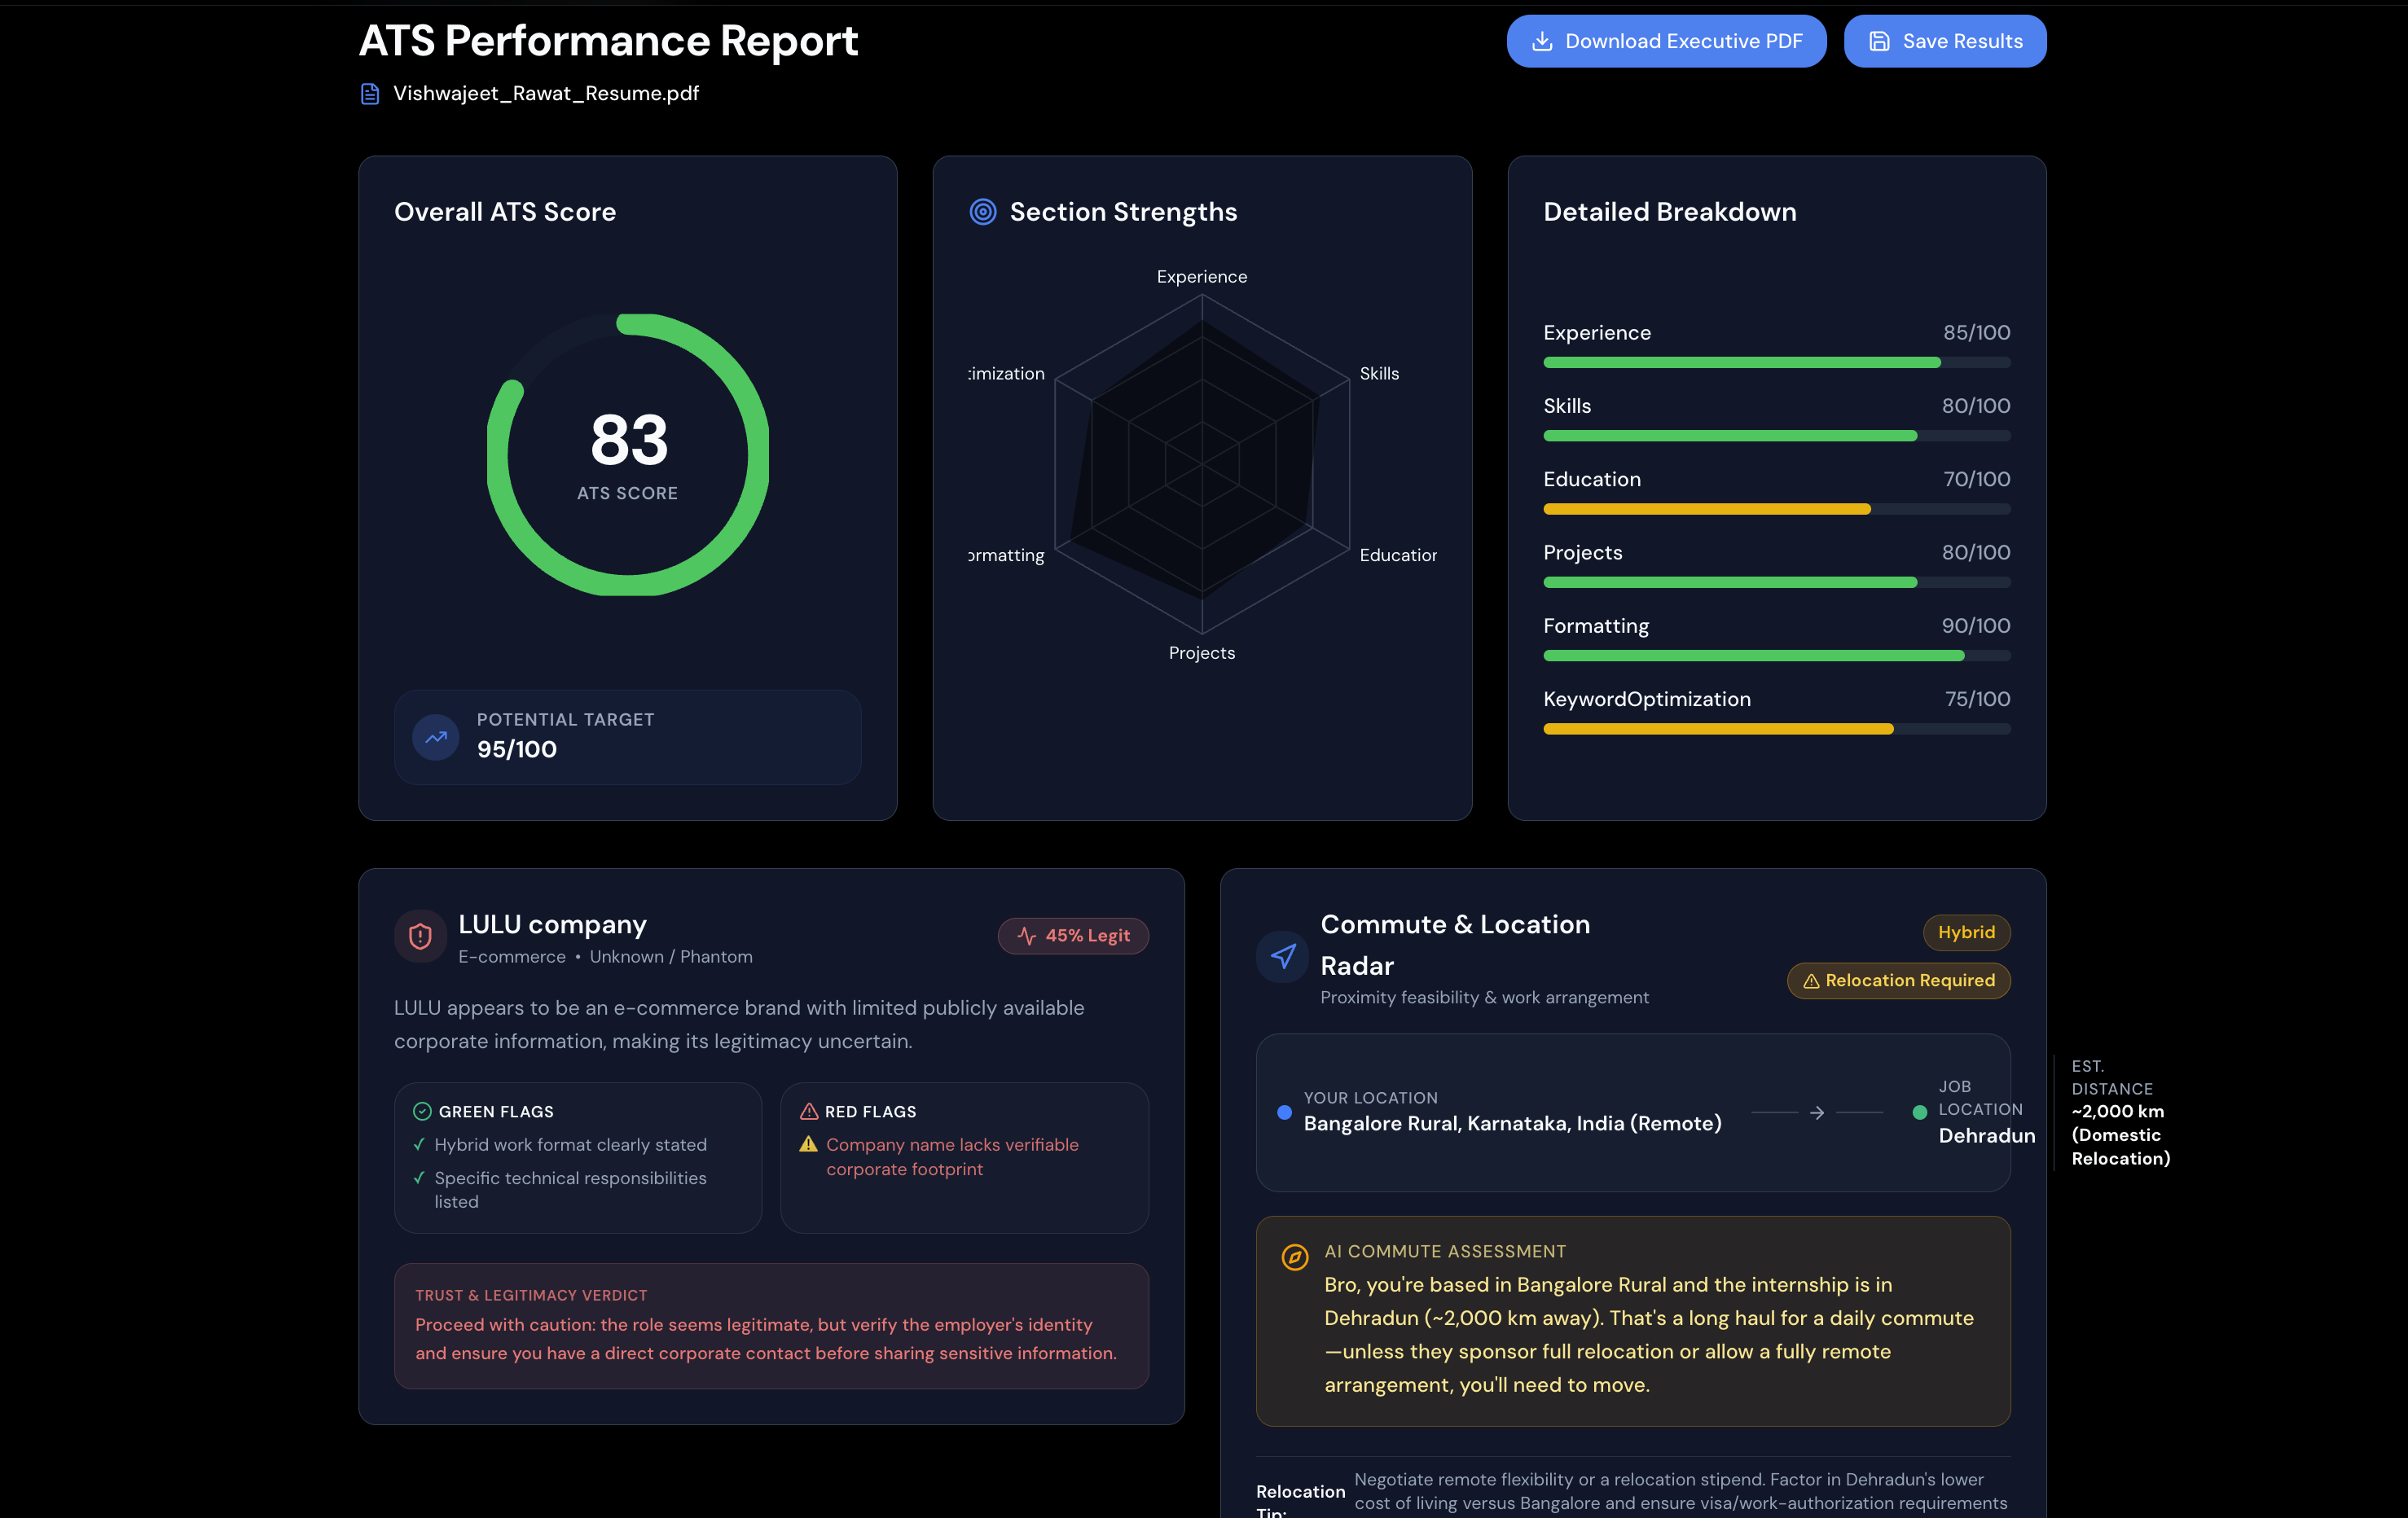 ATS Performance Report
Download Executive PDF
Save Results
Vishwajeet_Rawat_Resume.pdf
Overall ATS Score
83
ATS SCORE
POTENTIAL TARGET
95/100
Section Strengths
Experience
timization
Skills
ormatting
Education
Projects
Detailed Breakdown
Experience 85/100
Skills 80/100
Education 70/100
Projects 80/100
Formatting 90/100
KeywordOptimization 75/100
LULU company
E-commerce • Unknown / Phantom
45% Legit
LULU appears to be an e-commerce brand with limited publicly available
corporate information, making its legitimacy uncertain.
GREEN FLAGS
✓ Hybrid work format clearly stated
✓ Specific technical responsibilities
listed
RED FLAGS
Company name lacks verifiable
corporate footprint
TRUST & LEGITIMACY VERDICT
Proceed with caution: the role seems legitimate, but verify the employer's identity
and ensure you have a direct corporate contact before sharing sensitive information.
Commute & Location
Radar
Proximity feasibility & work arrangement
Hybrid
Relocation Required
YOUR LOCATION
Bangalore Rural, Karnataka, India (Remote)
JOB
LOCATION
Dehradun
EST.
DISTANCE
~2,000 km
(Domestic
Relocation)
AI COMMUTE ASSESSMENT
Bro, you're based in Bangalore Rural and the internship is in
Dehradun (~2,000 km away). That's a long haul for a daily commute
—unless they sponsor full relocation or allow a fully remote
arrangement, you'll need to move.
Relocation
Tip:
Negotiate remote flexibility or a relocation stipend. Factor in Dehradun's lower
cost of living versus Bangalore and ensure visa/work-authorization requirements